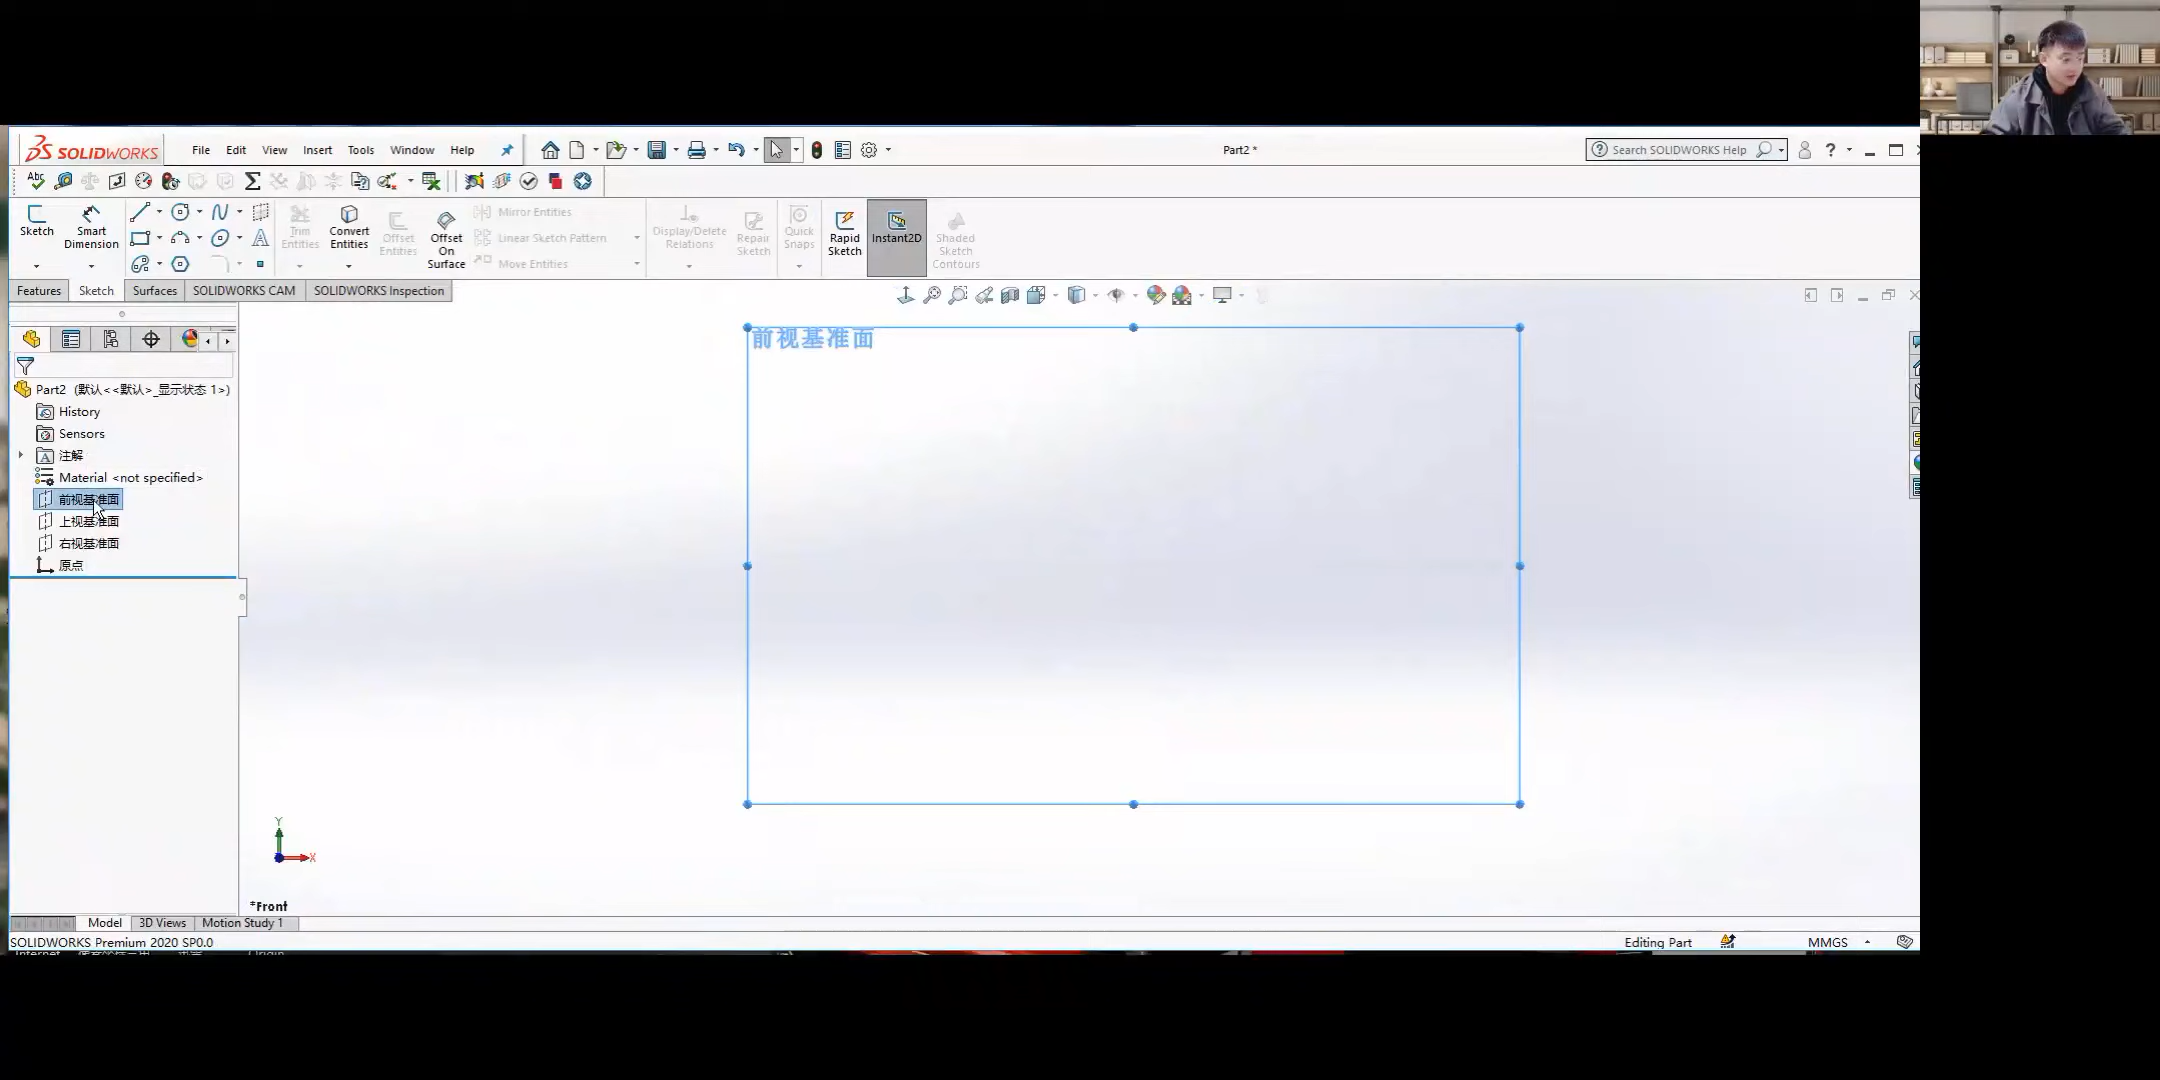 SOLIDWORKS File Edit View Insert Tools Window Help Part2 * Search SOLIDWORKS Help
Sketch Smart Dimension Trim Entities Convert Entities Offset Entities Offset On Surface Mirror Entities Linear Sketch Pattern Move Entities Display/Delete Relations Repair Sketch Quick Snaps Rapid Sketch Instant2D Shaded Sketch Contours
Features Sketch Surfaces SOLIDWORKS CAM SOLIDWORKS Inspection
前视基准面
Part2 (默认<<默认>_显示状态 1>)
History
Sensors
注解
Material <not specified>
前视基准面
上视基准面
右视基准面
原点
Y
X
*Front
Model 3D Views Motion Study 1
SOLIDWORKS Premium 2020 SP0.0 Editing Part MMGS